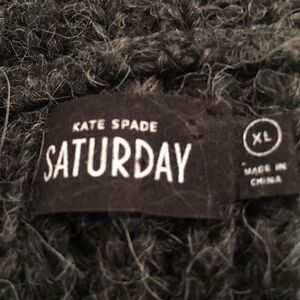 KATE SPADE
SATURDAY
XL
MADE IN
CHINA